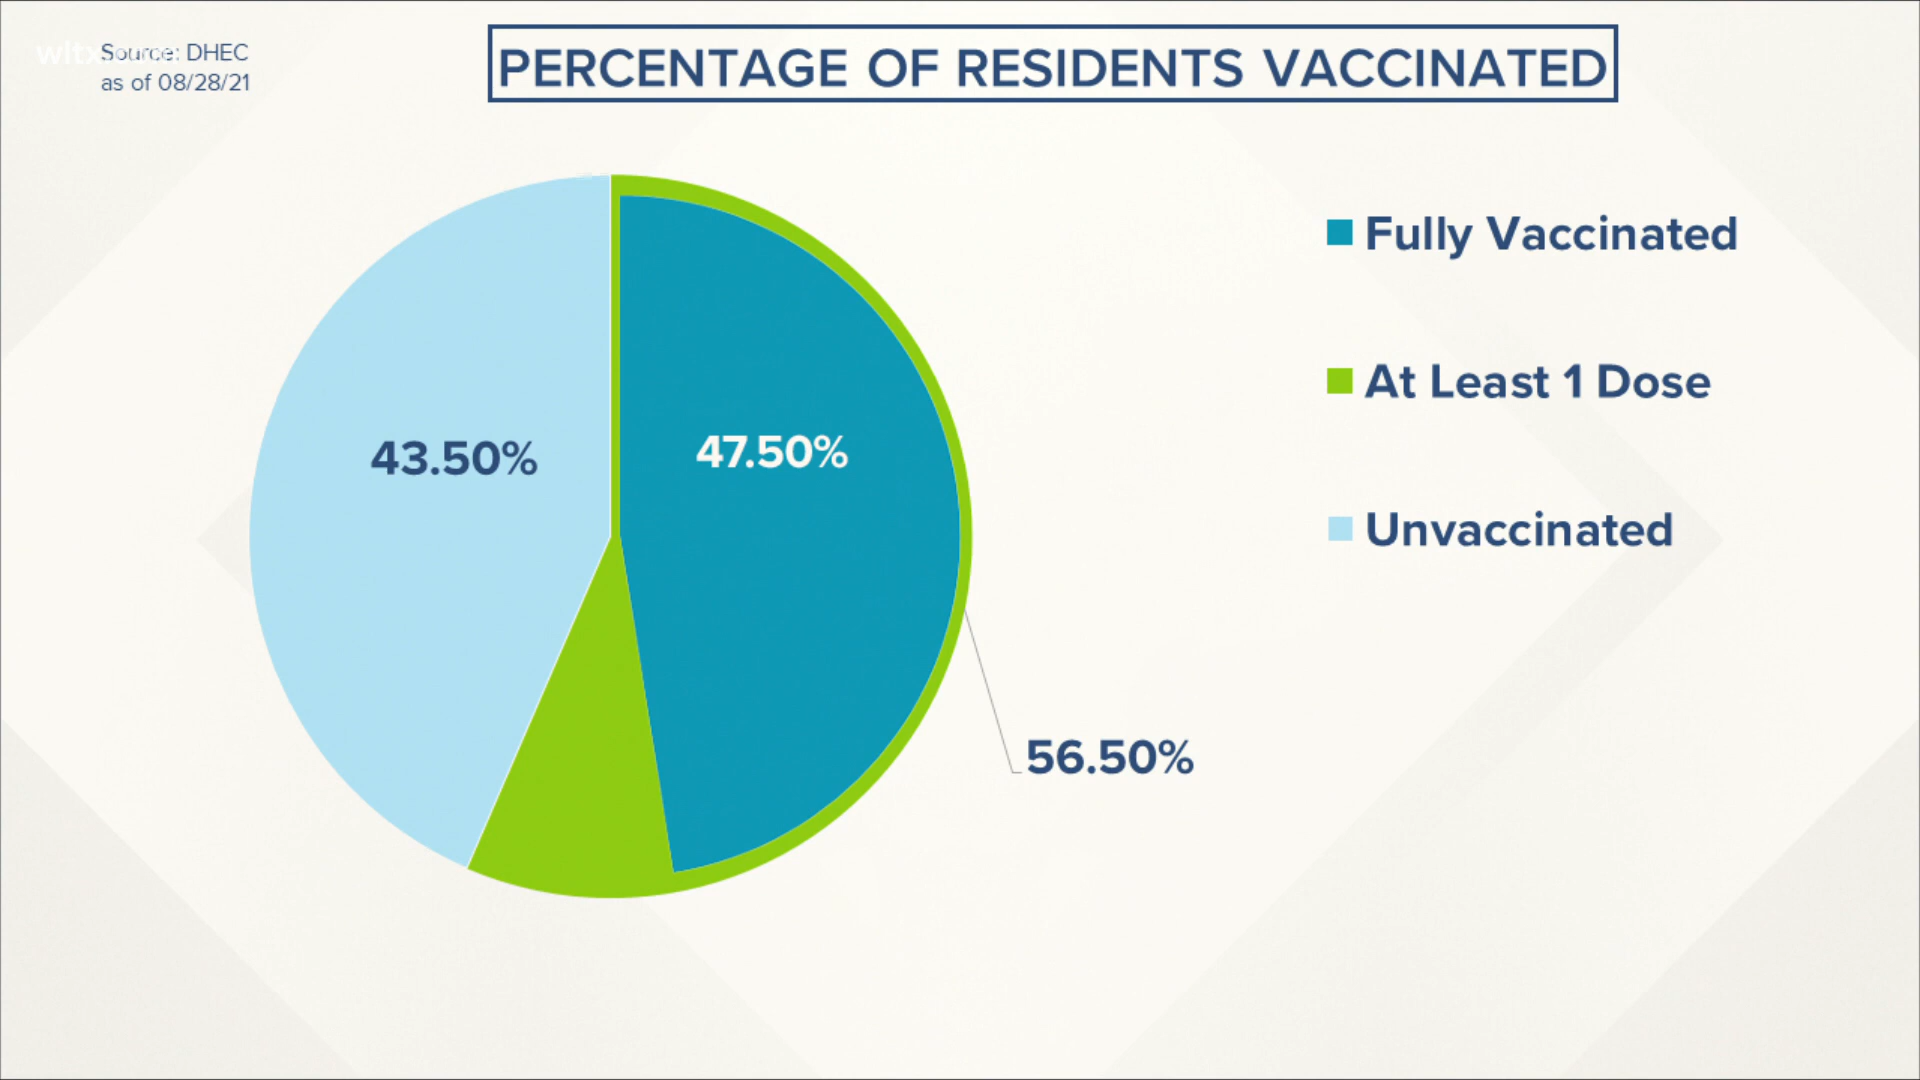 Source: DHEC
as of 08/28/21
PERCENTAGE OF RESIDENTS VACCINATED
Fully Vaccinated
At Least 1 Dose
Unvaccinated
43.50%
47.50%
56.50%